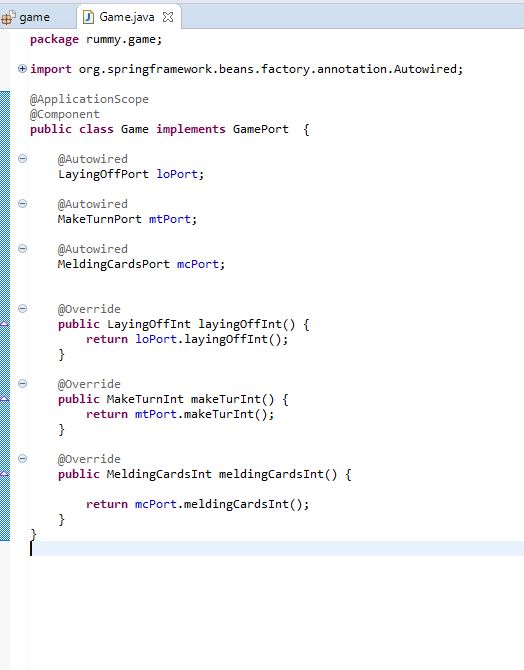 game Game.java
package rummy.game;
import org.springframework.beans.factory.annotation.Autowired;
@ApplicationScope
@Component
public class Game implements GamePort {
@Autowired
LayingOffPort loPort;
@Autowired
MakeTurnPort mtPort;
@Autowired
MeldingCardsPort mcPort;
@Override
public LayingOffInt layingOffInt() {
return loPort.layingOffInt();
}
@Override
public MakeTurnInt makeTurInt() {
return mtPort.makeTurInt();
}
@Override
public MeldingCardsInt meldingCardsInt() {
return mcPort.meldingCardsInt();
}
}